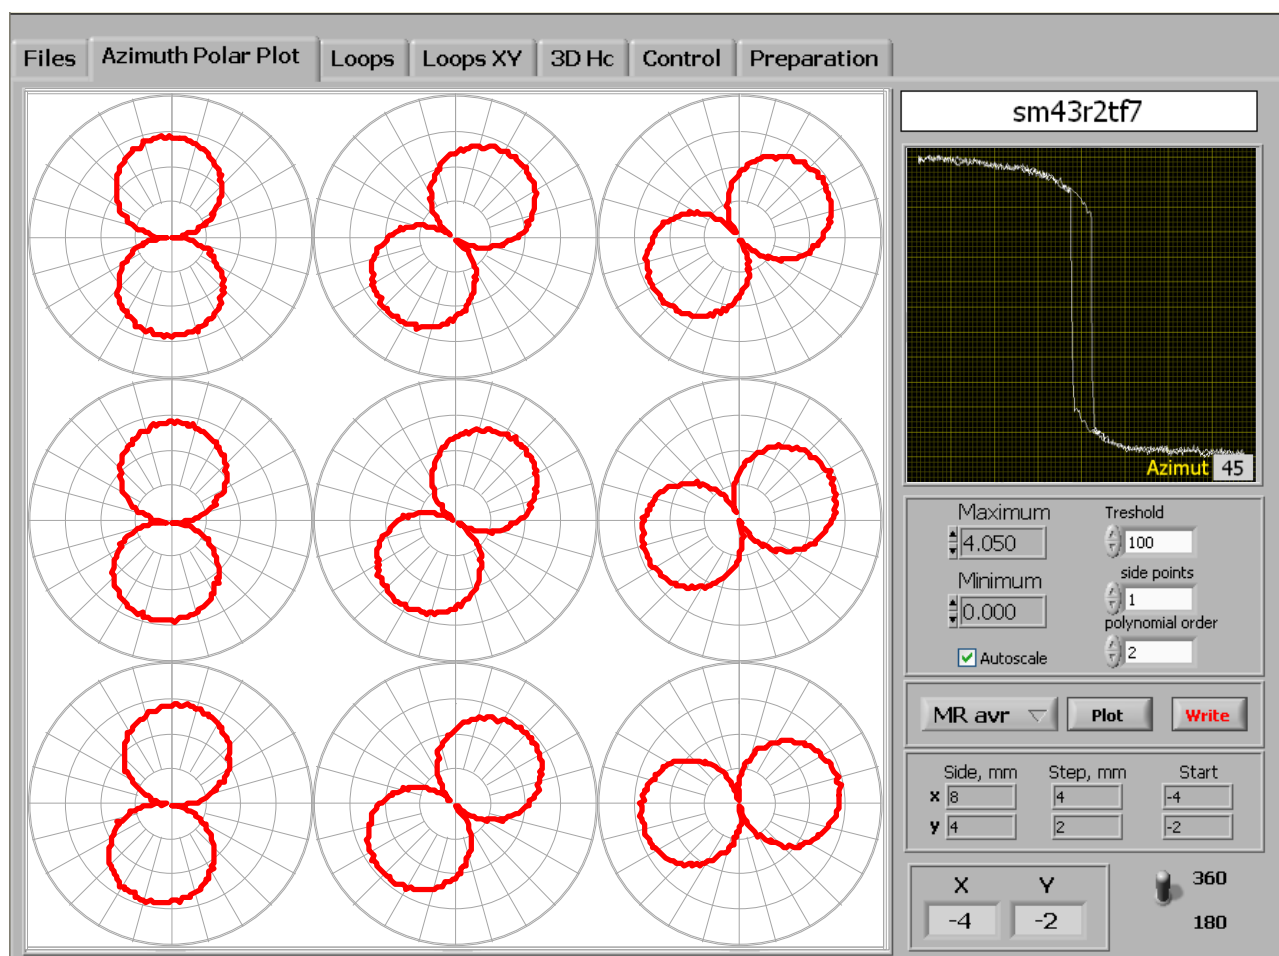 Files Azimuth Polar Plot Loops Loops XY 3D Hc Control Preparation
sm43r2tf7
Azimut 45
Maximum Treshold
4.050 100
Minimum side points
0.000 1
polynomial order
Autoscale 2
MR avr Plot Write
Side, mm Step, mm Start
x 8 4 -4
y 4 2 -2
X Y 360
-4 -2 180